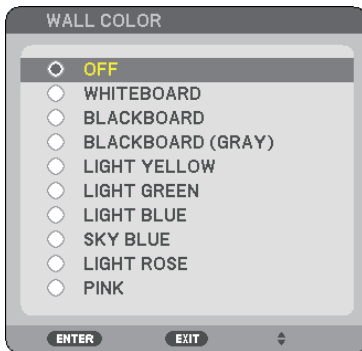 WALL COLOR
OFF
WHITEBOARD
BLACKBOARD
BLACKBOARD (GRAY)
LIGHT YELLOW
LIGHT GREEN
LIGHT BLUE
SKY BLUE
LIGHT ROSE
PINK
ENTER EXIT